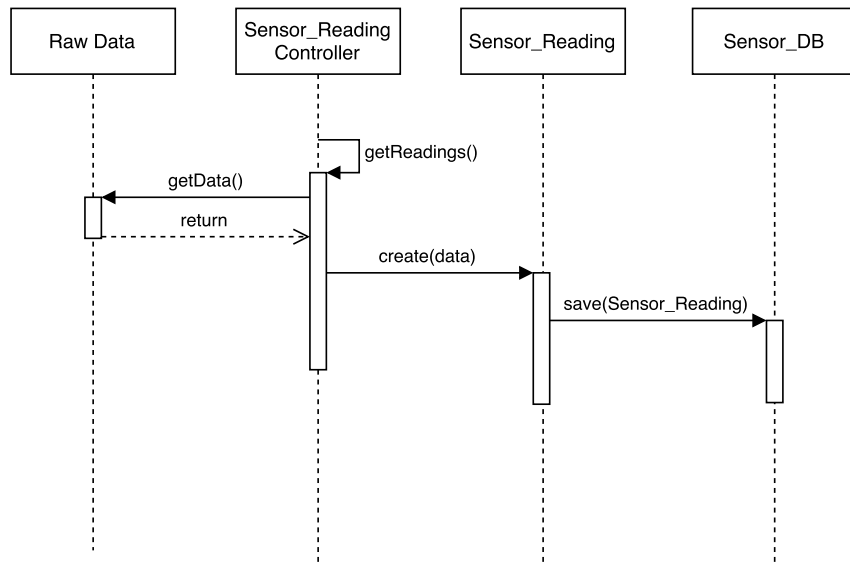 Raw Data
Sensor_Reading
Controller
Sensor_Reading
Sensor_DB
getReadings()
getData()
return
create(data)
save(Sensor_Reading)